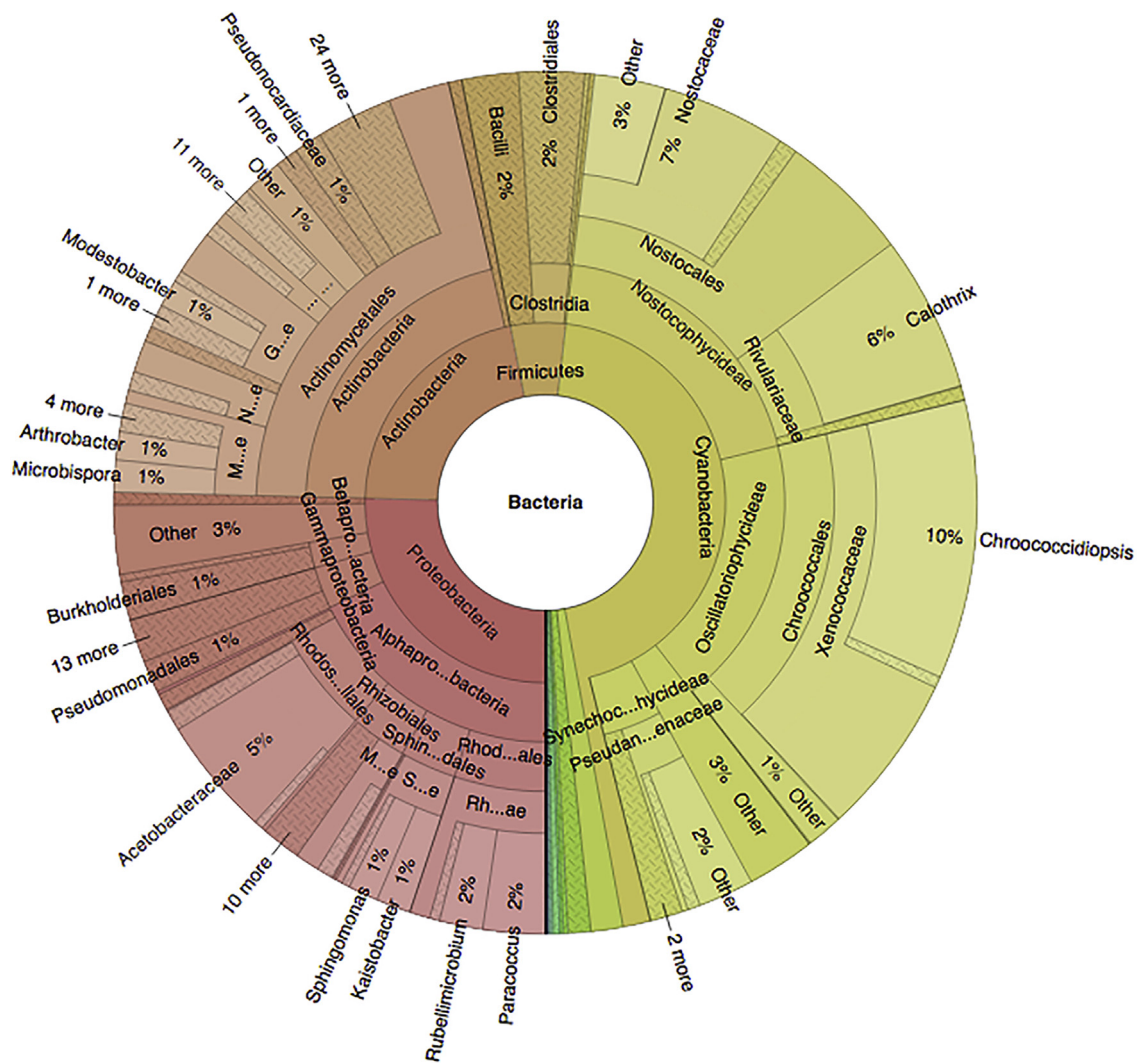 Bacteria
Firmicutes
Clostridia
Bacilli 2%
2% Clostridiales
Cyanobacteria
Nostocophycideae
Nostocales
3% Other
7% Nostocaceae
Rivulariaceae
6% Calothrix
Oscillatoriophycideae
Chroococcales
Xenococcaceae
10% Chroococcidiopsis
1% Other
Synechoc...hycideae
Pseudan...enaceae
3% Other
2% Other
2 more
Proteobacteria
Alphapro...bacteria
Rhod...ales
Rh...ae
Paracoccus 2%
Rubellimicrobium 2%
Sphin...dales
S...e
Kaistobacter 1%
Sphingomonas 1%
Rhizobiales
M...e
10 more
Rhodos...llales
Acetobacteraceae 5%
Gammaproteobacteria
Pseudomonadales 1%
13 more
Betapro...acteria
Burkholderiales 1%
Other 3%
Actinobacteria
Actinobacteria
Actinomycetales
Microbispora 1%
Arthrobacter 1%
4 more
M...e
N...e
G...e
1 more
Modestobacter 1%
11 more
...
...
Other 1%
1 more
Pseudonocardiaceae 1%
24 more